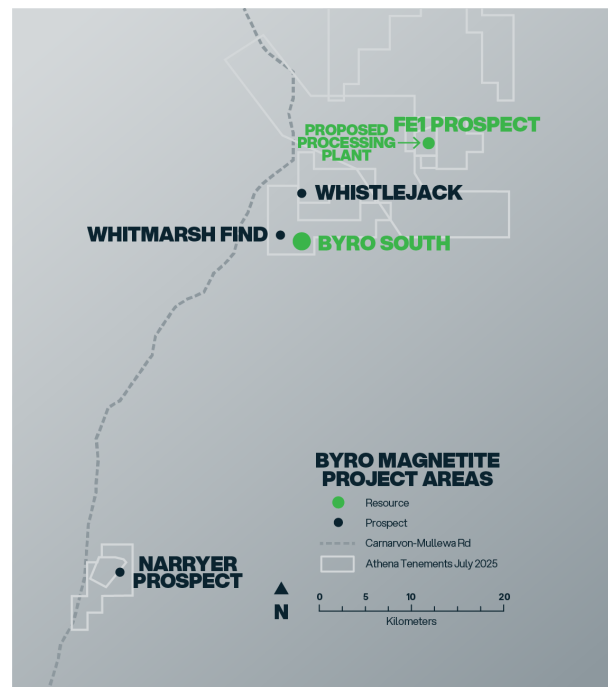 FE1 PROSPECT
PROPOSED
PROCESSING
PLANT
WHISTLEJACK
WHITMARSH FIND
BYRO SOUTH
BYRO MAGNETITE
PROJECT AREAS
Resource
Prospect
Carnarvon-Mullewa Rd
Athena Tenements July 2025
NARRYER
PROSPECT
N
0 5 10 20
Kilometers